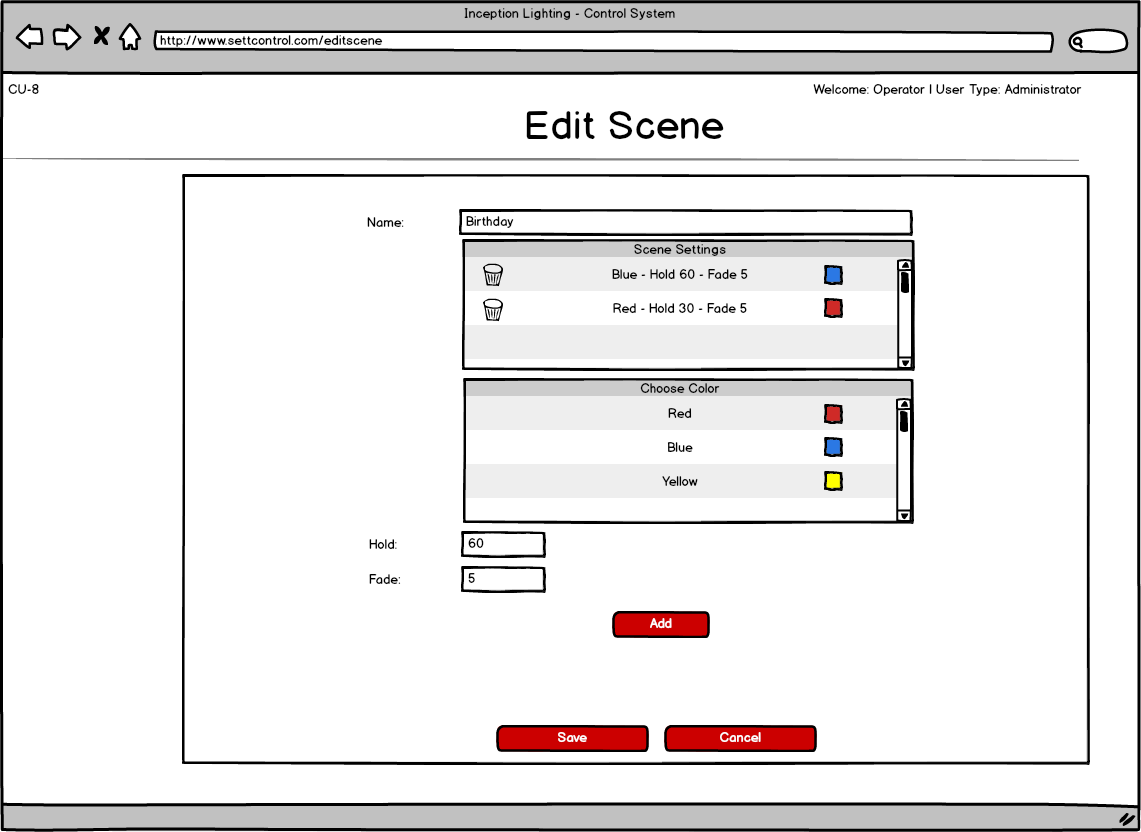 Inception Lighting - Control System
http://www.settcontrol.com/editscene
CU-8
Welcome: Operator | User Type: Administrator
Edit Scene
Name:
Birthday
Scene Settings
Blue - Hold 60 - Fade 5
Red - Hold 30 - Fade 5
Choose Color
Red
Blue
Yellow
Hold:
60
Fade:
5
Add
Save
Cancel